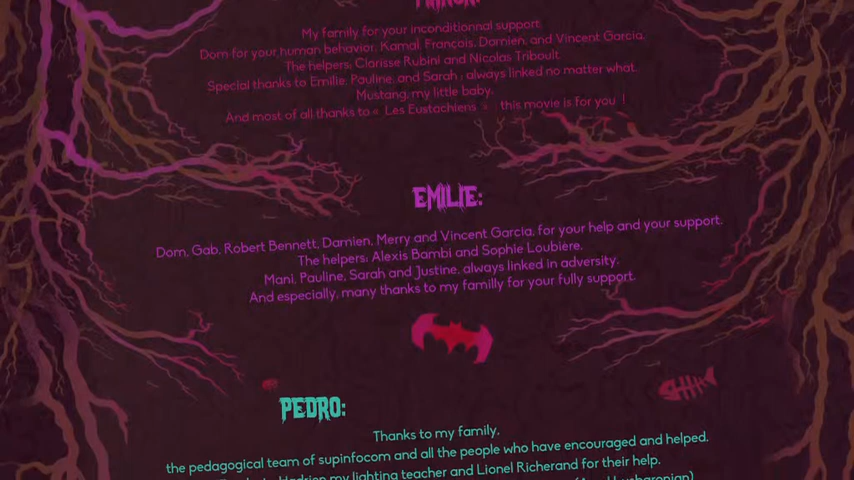 My family for your inconditionnal support.
Dom for your human behavior, Kamal, François, Damien, and Vincent Garcia,
The helpers, Clarisse Rubini and Nicolas Triboult
Special thanks to Emilie, Pauline, and Sarah , always linked no matter what.
Mustang, my little baby,
And most of all thanks to « Les Eustachiens » : this movie is for you !
EMILIE:
Dom, Gab, Robert Bennett, Damien, Merry and Vincent Garcia, for your help and your support.
The helpers, Alexis Bambi and Sophie Loubière,
Mani, Pauline, Sarah and Justine, always linked in adversity.
And especially, many thanks to my familly for your fully support.
PEDRO:
Thanks to my family,
the pedagogical team of supinfocom and all the people who have encouraged and helped.
my lighting teacher and Lionel Richerand for their help.